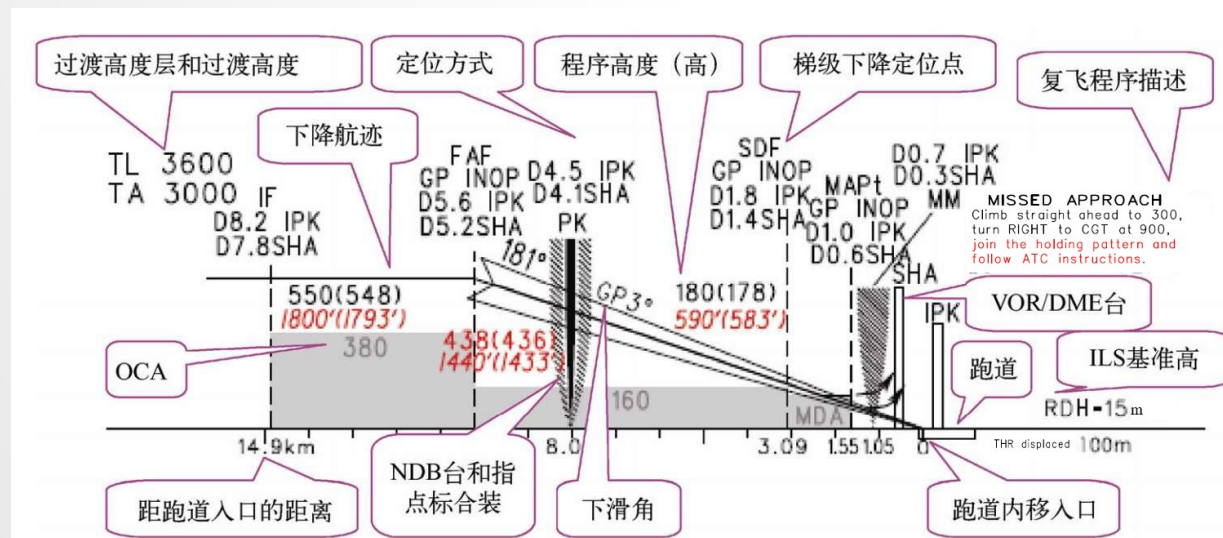 过渡高度层和过渡高度
定位方式
程序高度（高）
梯级下降定位点
复飞程序描述
下降航迹
TL 3600
TA 3000
IF
D8.2 IPK
D7.8SHA
FAF
GP INOP
D5.6 IPK
D5.2SHA
D4.5 IPK
D4.1SHA
PK
SDF
GP INOP
D1.8 IPK
D1.4SHA
MAPt
GP INOP
D1.0 IPK
D0.6SHA
D0.7 IPK
D0.3SHA
MM
MISSED APPROACH
Climb straight ahead to 300,
turn RIGHT to CGT at 900,
join the holding pattern and
follow ATC instructions.
181°
GP3°
SHA
IPK
VOR/DME台
550(548)
1800'(1793')
380
438(436)
1440'(1433')
180(178)
590'(583')
OCA
160
MDA
跑道
ILS基准高
RDH-15m
14.9km
8.0
3.09
1.55
1.05
0
THR displaced 100m
距跑道入口的距离
NDB台和指
点标合装
下滑角
跑道内移入口